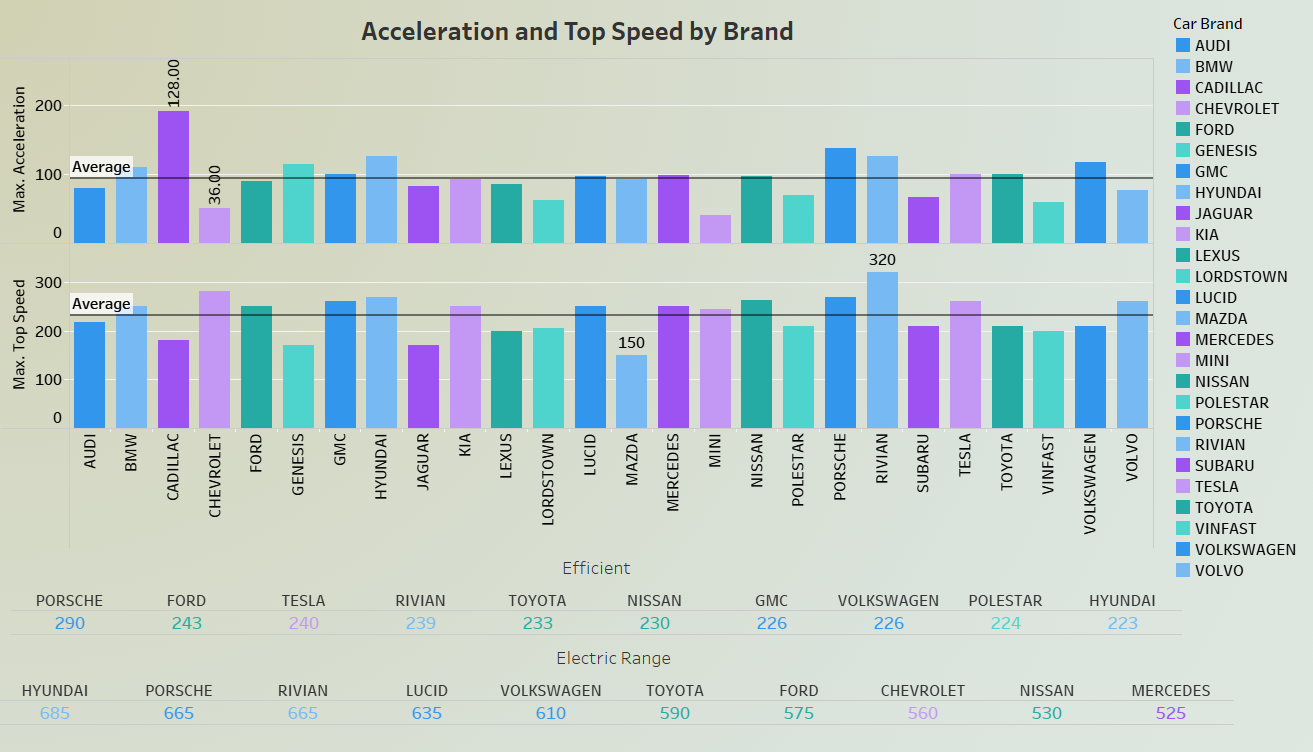 Acceleration and Top Speed by Brand
Max. Acceleration
200
100
0
Average
128.00
36.00
Max. Top Speed
300
200
100
0
Average
150
320
AUDI
BMW
CADILLAC
CHEVROLET
FORD
GENESIS
GMC
HYUNDAI
JAGUAR
KIA
LEXUS
LORDSTOWN
LUCID
MAZDA
MERCEDES
MINI
NISSAN
POLESTAR
PORSCHE
RIVIAN
SUBARU
TESLA
TOYOTA
VINFAST
VOLKSWAGEN
VOLVO
Car Brand
AUDI
BMW
CADILLAC
CHEVROLET
FORD
GENESIS
GMC
HYUNDAI
JAGUAR
KIA
LEXUS
LORDSTOWN
LUCID
MAZDA
MERCEDES
MINI
NISSAN
POLESTAR
PORSCHE
RIVIAN
SUBARU
TESLA
TOYOTA
VINFAST
VOLKSWAGEN
VOLVO
Efficient
PORSCHE FORD TESLA RIVIAN TOYOTA NISSAN GMC VOLKSWAGEN POLESTAR HYUNDAI
290 243 240 239 233 230 226 226 224 223
Electric Range
HYUNDAI PORSCHE RIVIAN LUCID VOLKSWAGEN TOYOTA FORD CHEVROLET NISSAN MERCEDES
685 665 665 635 610 590 575 560 530 525